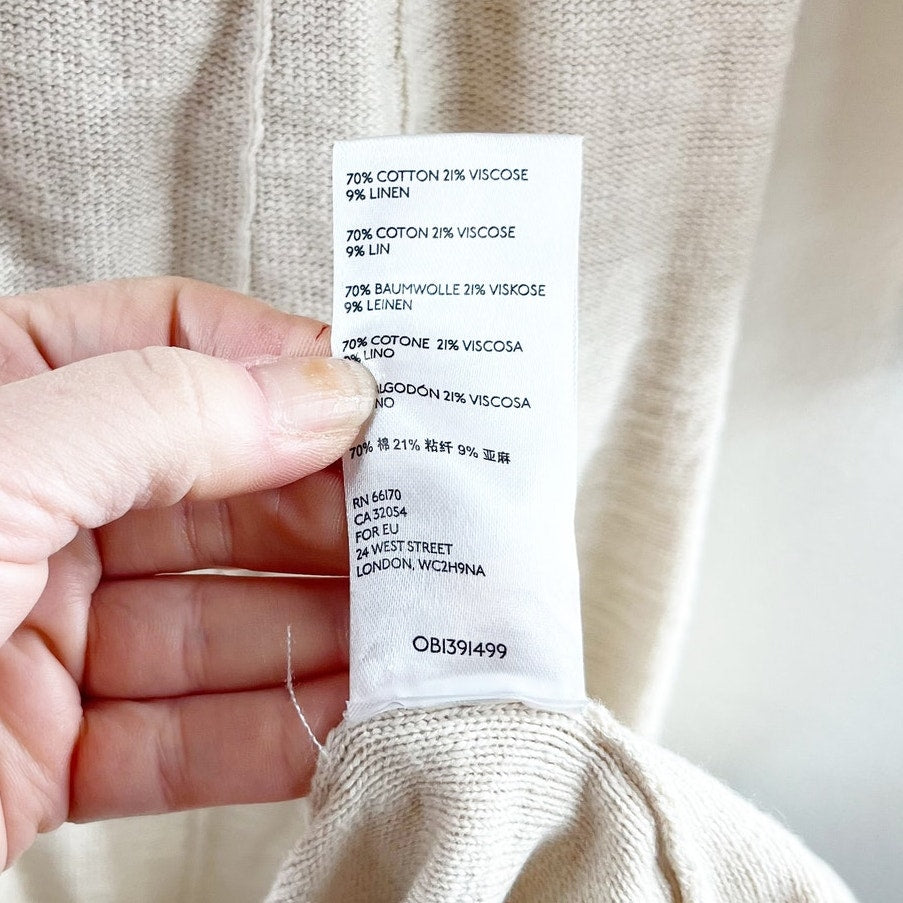 70% COTTON 21% VISCOSE
9% LINEN
70% COTON 21% VISCOSE
9% LIN
70% BAUMWOLLE 21% VISKOSE
9% LEINEN
70% COTONE 21% VISCOSA
LINO
ALGODÓN 21% VISCOSA
70% 棉 21% 粘纤 9% 亚麻
RN 66170
CA 32054
FOR EU
24 WEST STREET
LONDON, WC2H9NA
OB1391499